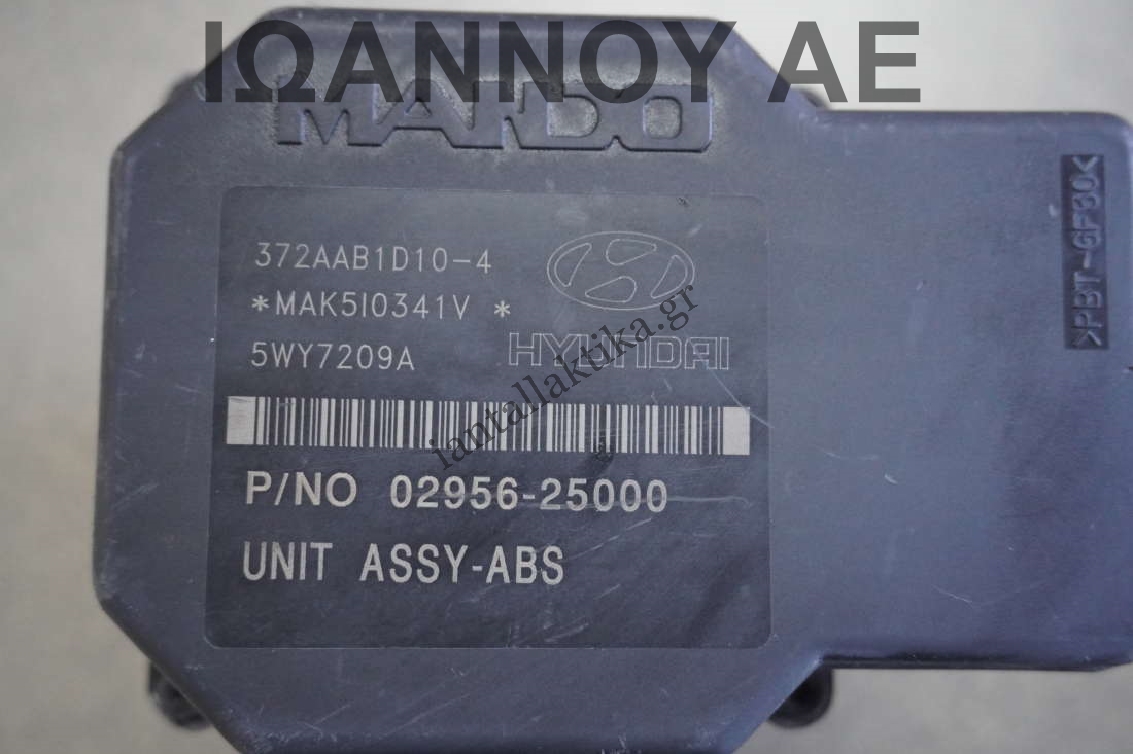 ΙΩΑΝΝΟΥ ΑΕ
MANDO
372AAB1D10-4
*MAK5I0341V *
5WY7209A
HYUNDAI
iantallaktika.gr
P/NO 02956-25000
UNIT ASSY-ABS
>PBT-GF30<